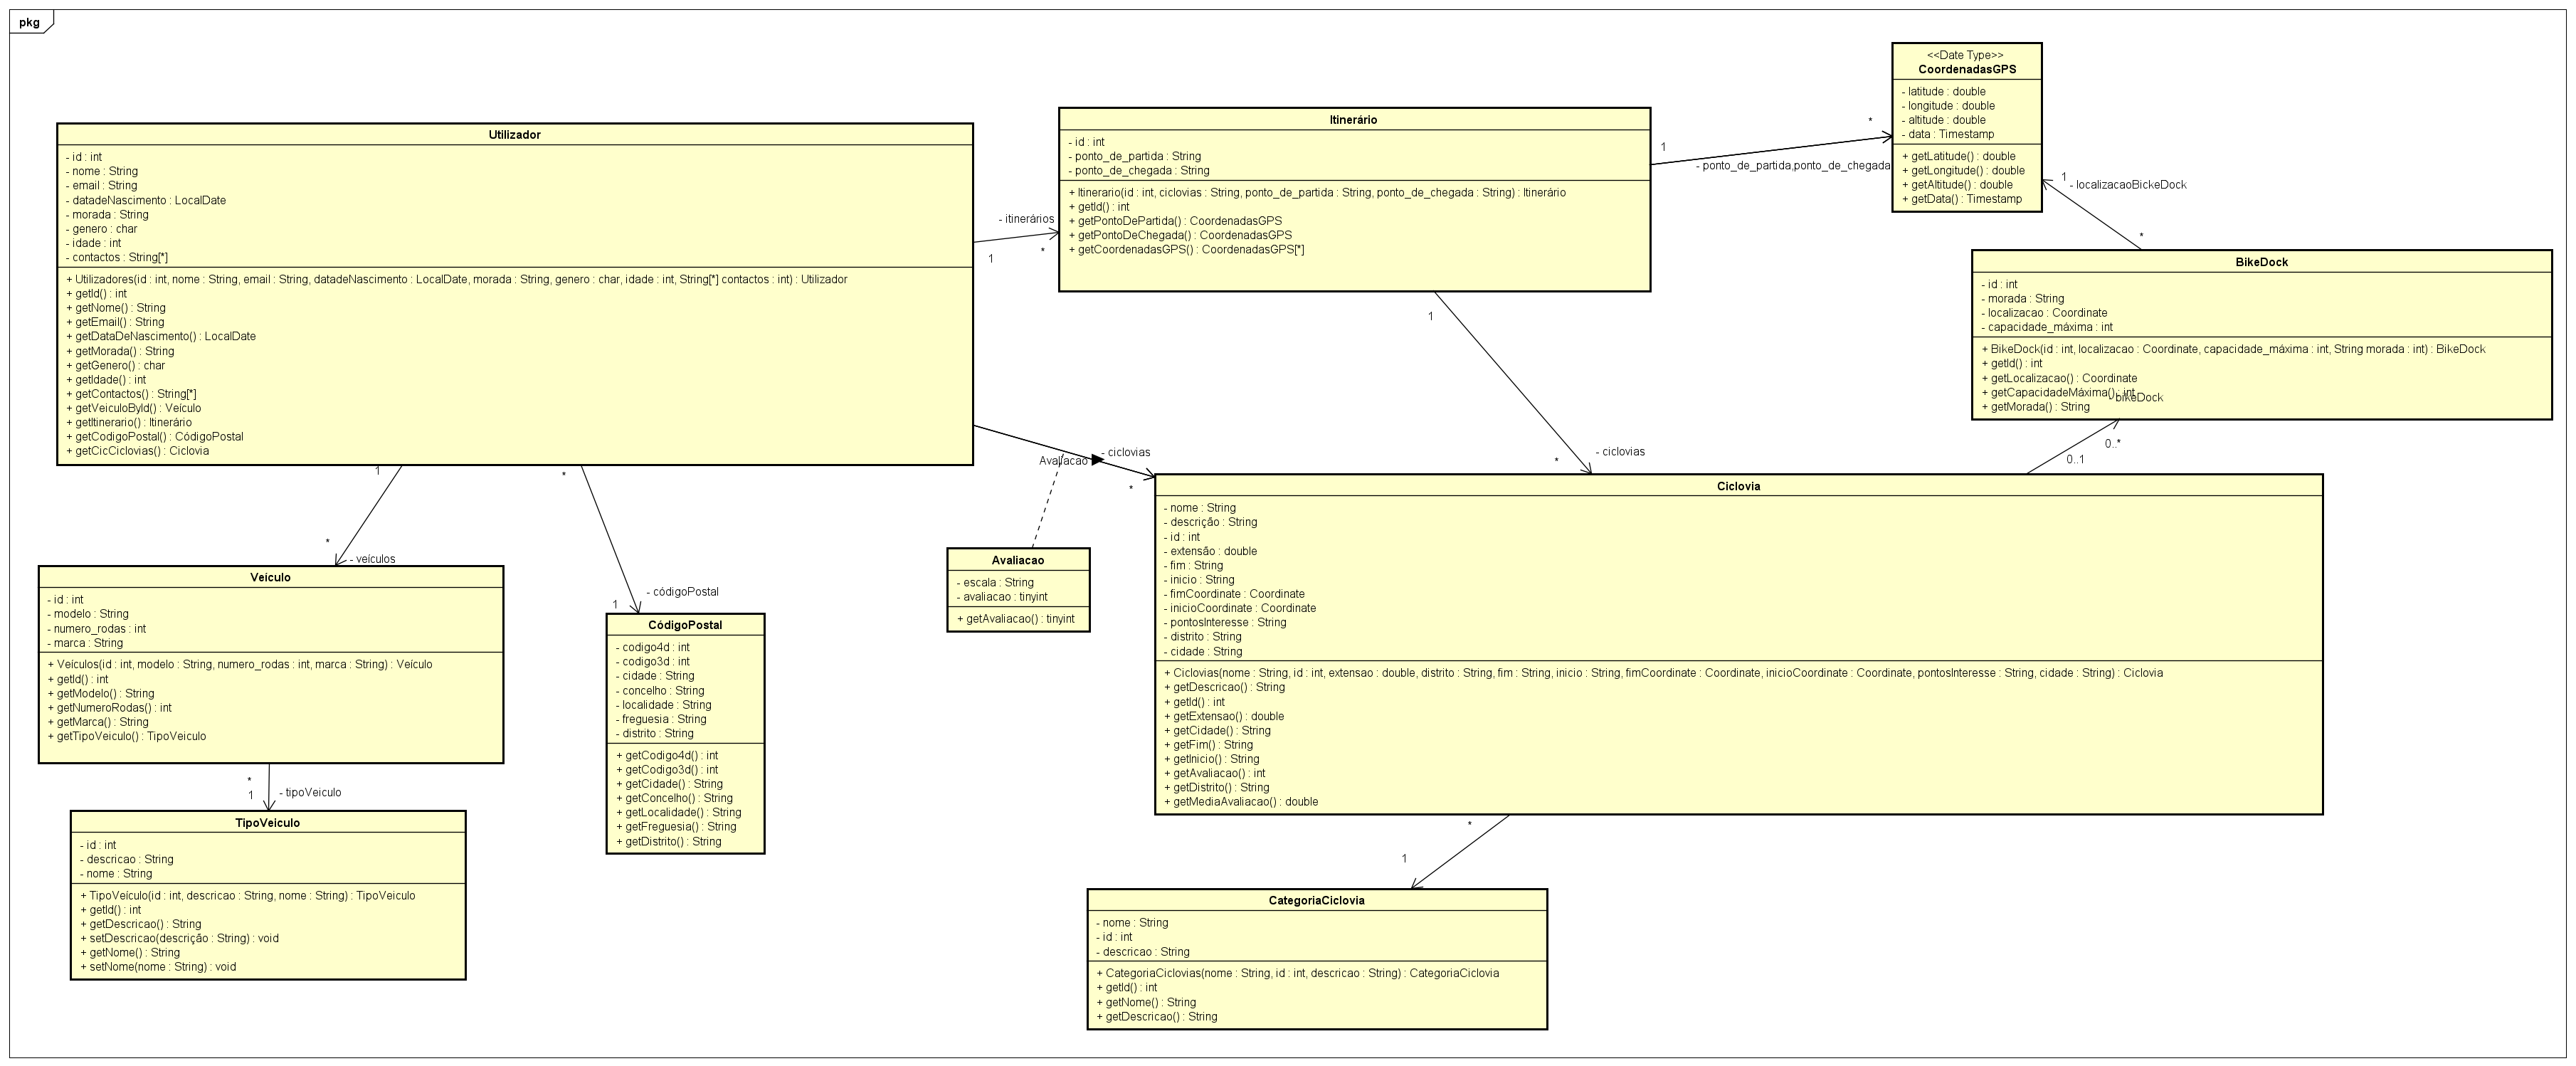 pkg
<<Date Type>>
CoordenadasGPS
- latitude : double
- longitude : double
- altitude : double
- data : Timestamp
+ getLatitude() : double
+ getLongitude() : double
+ getAltitude() : double
+ getData() : Timestamp
Utilizador
- id : int
- nome : String
- email : String
- datadeNascimento : LocalDate
- morada : String
- genero : char
- idade : int
- contactos : String[*]
+ Utilizadores(id : int, nome : String, email : String, datadeNascimento : LocalDate, morada : String, genero : char, idade : int, String[*] contactos : int) : Utilizador
+ getId() : int
+ getNome() : String
+ getEmail() : String
+ getDataDeNascimento() : LocalDate
+ getMorada() : String
+ getGenero() : char
+ getIdade() : int
+ getContactos() : String[*]
+ getVeiculoById() : Veículo
+ getItinerario() : Itinerário
+ getCodigoPostal() : CódigoPostal
+ getCicCiclovias() : Ciclovia
- itinerários
1
*
Itinerário
- id : int
- ponto_de_partida : String
- ponto_de_chegada : String
+ Itinerario(id : int, ciclovias : String, ponto_de_partida : String, ponto_de_chegada : String) : Itinerário
+ getId() : int
+ getPontoDePartida() : CoordenadasGPS
+ getPontoDeChegada() : CoordenadasGPS
+ getCoordenadasGPS() : CoordenadasGPS[*]
1
*
- ponto_de_partida,ponto_de_chegada
1
- localizacaoBickeDock
*
BikeDock
- id : int
- morada : String
- localizacao : Coordinate
- capacidade_máxima : int
+ BikeDock(id : int, localizacao : Coordinate, capacidade_máxima : int, String morada : int) : BikeDock
+ getId() : int
+ getLocalizacao() : Coordinate
+ getCapacidadeMáxima() : int
- bikeDock
+ getMorada() : String
0..*
0..1
1
*
- ciclovias
Avaliacao
- ciclovias
*
Ciclovia
- nome : String
- descrição : String
- id : int
- extensão : double
- fim : String
- inicio : String
- fimCoordinate : Coordinate
- inicioCoordinate : Coordinate
- pontosInteresse : String
- distrito : String
- cidade : String
+ Ciclovias(nome : String, id : int, extensao : double, distrito : String, fim : String, inicio : String, fimCoordinate : Coordinate, inicioCoordinate : Coordinate, pontosInteresse : String, cidade : String) : Ciclovia
+ getDescricao() : String
+ getId() : int
+ getExtensao() : double
+ getCidade() : String
+ getFim() : String
+ getInicio() : String
+ getAvaliacao() : int
+ getDistrito() : String
+ getMediaAvaliacao() : double
Avaliacao
- escala : String
- avaliacao : tinyint
+ getAvaliacao() : tinyint
1
*
- veículos
*
1
- códigoPostal
Veiculo
- id : int
- modelo : String
- numero_rodas : int
- marca : String
+ Veículos(id : int, modelo : String, numero_rodas : int, marca : String) : Veículo
+ getId() : int
+ getModelo() : String
+ getNumeroRodas() : int
+ getMarca() : String
+ getTipoVeiculo() : TipoVeiculo
CódigoPostal
- codigo4d : int
- codigo3d : int
- cidade : String
- concelho : String
- localidade : String
- freguesia : String
- distrito : String
+ getCodigo4d() : int
+ getCodigo3d() : int
+ getCidade() : String
+ getConcelho() : String
+ getLocalidade() : String
+ getFreguesia() : String
+ getDistrito() : String
*
1
- tipoVeiculo
TipoVeiculo
- id : int
- descricao : String
- nome : String
+ TipoVeículo(id : int, descricao : String, nome : String) : TipoVeiculo
+ getId() : int
+ getDescricao() : String
+ setDescricao(descrição : String) : void
+ getNome() : String
+ setNome(nome : String) : void
*
1
CategoriaCiclovia
- nome : String
- id : int
- descricao : String
+ CategoriaCiclovias(nome : String, id : int, descricao : String) : CategoriaCiclovia
+ getId() : int
+ getNome() : String
+ getDescricao() : String